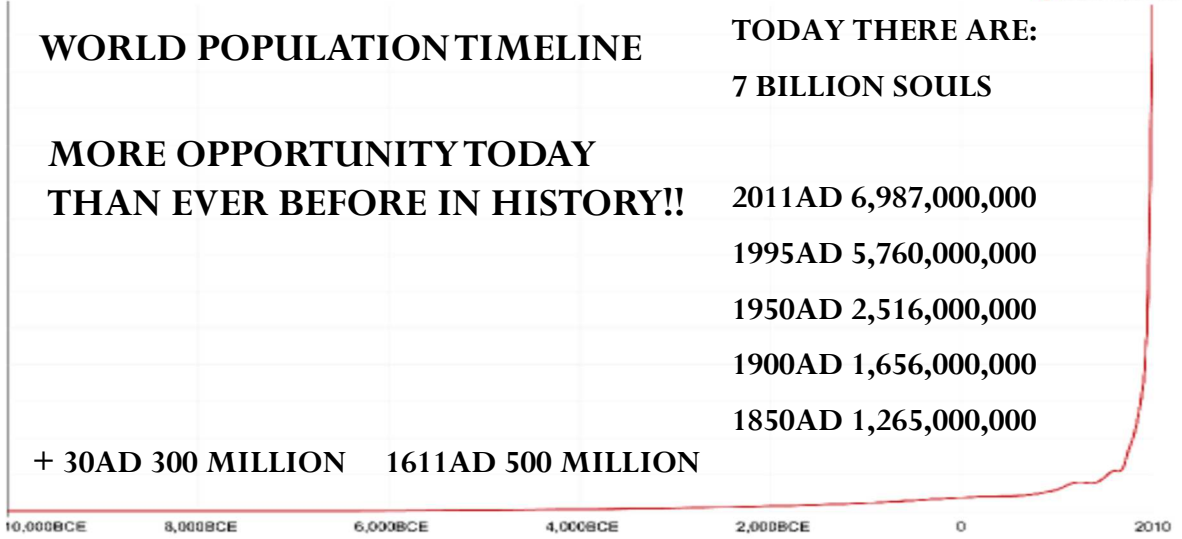 WORLD POPULATION TIMELINE
TODAY THERE ARE:
7 BILLION SOULS
MORE OPPORTUNITY TODAY
THAN EVER BEFORE IN HISTORY!!
2011AD 6,987,000,000
1995AD 5,760,000,000
1950AD 2,516,000,000
1900AD 1,656,000,000
1850AD 1,265,000,000
+ 30AD 300 MILLION 1611AD 500 MILLION
10,000BCE 8,000BCE 6,000BCE 4,000BCE 2,000BCE 0 2010